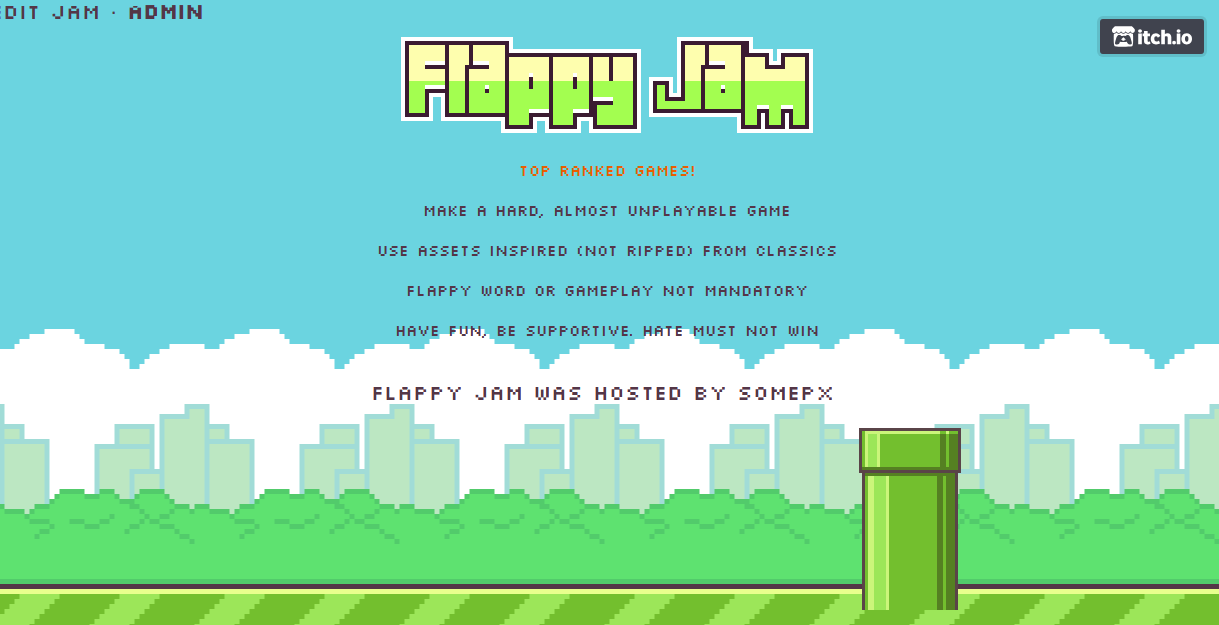 DIT JAM · ADMIN
itch.io
Flappy Jam
TOP RANKED GAMES!
MAKE A HARD, ALMOST UNPLAYABLE GAME
USE ASSETS INSPIRED (NOT RIPPED) FROM CLASSICS
FLAPPY WORD OR GAMEPLAY NOT MANDATORY
HAVE FUN, BE SUPPORTIVE. HATE MUST NOT WIN
FLAPPY JAM WAS HOSTED BY SOMEPX